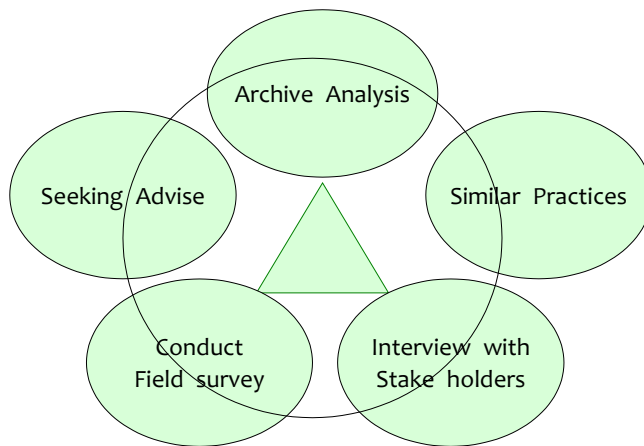 Archive Analysis
Seeking Advise
Similar Practices
Conduct
Field survey
Interview with
Stake holders